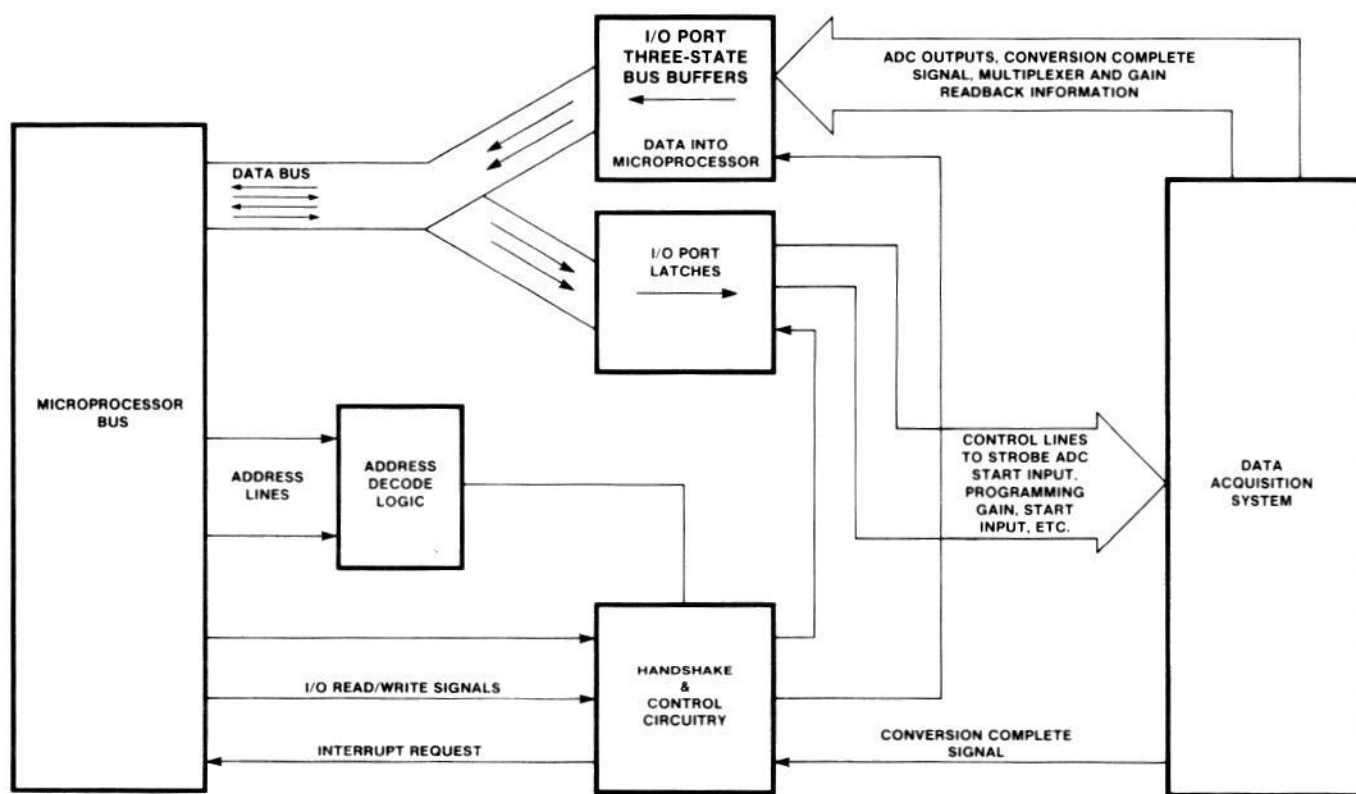 I/O PORT
THREE-STATE
BUS BUFFERS
DATA INTO
MICROPROCESSOR
ADC OUTPUTS, CONVERSION COMPLETE
SIGNAL, MULTIPLEXER AND GAIN
READBACK INFORMATION
DATA BUS
I/O PORT
LATCHES
MICROPROCESSOR
BUS
ADDRESS
LINES
ADDRESS
DECODE
LOGIC
CONTROL LINES
TO STROBE ADC
START INPUT,
PROGRAMMING
GAIN, START
INPUT, ETC.
DATA
ACQUISITION
SYSTEM
I/O READ/WRITE SIGNALS
HANDSHAKE
&
CONTROL
CIRCUITRY
INTERRUPT REQUEST
CONVERSION COMPLETE
SIGNAL